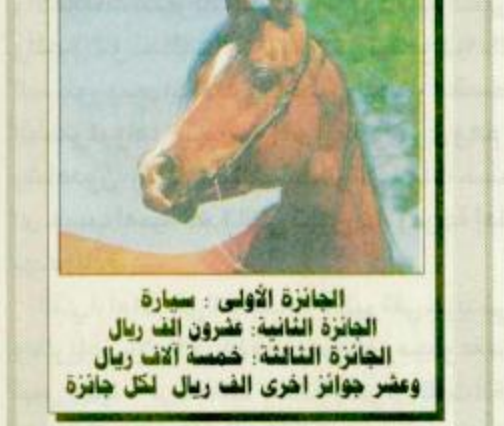 الجائزة الأولى : سيارة
الجائزة الثانية: عشرون الف ريال
الجائزة الثالثة: خمسة آلاف ريال
وعشر جوائز اخرى الف ريال لكل جائزة